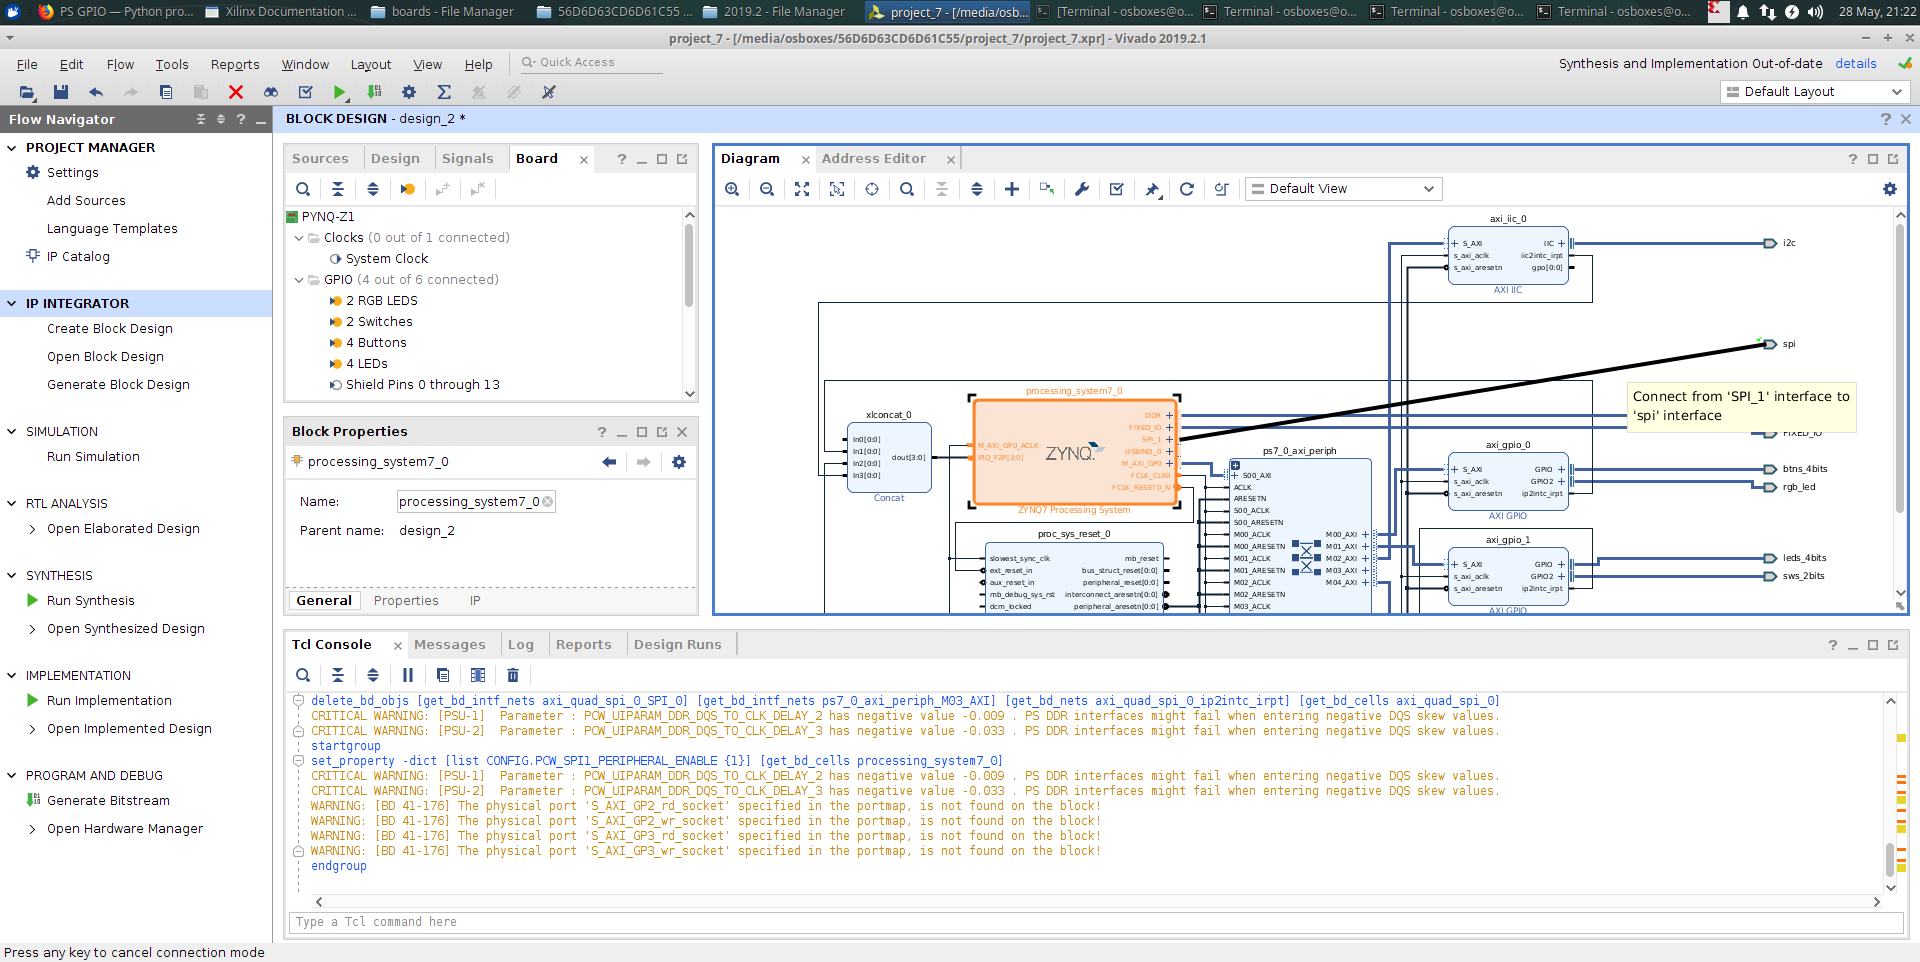 PS GPIO — Python pro...
Xilinx Documentation ...
boards - File Manager
56D6D63CD6D61C55 ...
2019.2 - File Manager
project_7 - [/media/osb...
[Terminal - osboxes@o...
Terminal - osboxes@o...
Terminal - osboxes@o...
Terminal - osboxes@o...
28 May, 21:22
project_7 - [/media/osboxes/56D6D63CD6D61C55/project_7/project_7.xpr] - Vivado 2019.2.1
File Edit Flow Tools Reports Window Layout View Help
Quick Access
Synthesis and Implementation Out-of-date details
Default Layout
Flow Navigator
PROJECT MANAGER
Settings
Add Sources
Language Templates
IP Catalog
IP INTEGRATOR
Create Block Design
Open Block Design
Generate Block Design
SIMULATION
Run Simulation
RTL ANALYSIS
Open Elaborated Design
SYNTHESIS
Run Synthesis
Open Synthesized Design
IMPLEMENTATION
Run Implementation
Open Implemented Design
PROGRAM AND DEBUG
Generate Bitstream
Open Hardware Manager
BLOCK DESIGN - design_2 *
Sources Design Signals Board
PYNQ-Z1
Clocks (0 out of 1 connected)
System Clock
GPIO (4 out of 6 connected)
2 RGB LEDS
2 Switches
4 Buttons
4 LEDs
Shield Pins 0 through 13
Block Properties
processing_system7_0
Name: processing_system7_0
Parent name: design_2
General Properties IP
Diagram Address Editor
Default View
axi_iic_0
S_AXI
s_axi_aclk
s_axi_aresetn
IIC
iic2intc_irpt
gpo[0:0]
AXI IIC
i2c
spi
Connect from 'SPI_1' interface to
'spi' interface
FIXED_IO
xlconcat_0
In0[0:0]
In1[0:0]
In2[0:0]
In3[0:0]
dout[3:0]
Concat
processing_system7_0
M_AXI_GP0_ACLK
IRQ_F2P[3:0]
ZYNQ
DDR
FIXED_IO
SPI_1
USBIND_0
M_AXI_GP0
FCLK_CLK0
FCLK_RESET0_N
ZYNQ7 Processing System
proc_sys_reset_0
slowest_sync_clk
ext_reset_in
aux_reset_in
mb_debug_sys_rst
dcm_locked
mb_reset
bus_struct_reset[0:0]
peripheral_reset[0:0]
interconnect_aresetn[0:0]
peripheral_aresetn[0:0]
ps7_0_axi_periph
S00_AXI
ACLK
ARESETN
S00_ACLK
S00_ARESETN
M00_ACLK
M00_ARESETN
M01_ACLK
M01_ARESETN
M02_ACLK
M02_ARESETN
M03_ACLK
M00_AXI
M01_AXI
M02_AXI
M03_AXI
M04_AXI
axi_gpio_0
S_AXI
s_axi_aclk
s_axi_aresetn
GPIO
GPIO2
ip2intc_irpt
AXI GPIO
btns_4bits
rgb_led
axi_gpio_1
S_AXI
s_axi_aclk
s_axi_aresetn
GPIO
GPIO2
ip2intc_irpt
AXI GPIO
leds_4bits
sws_2bits
Tcl Console Messages Log Reports Design Runs
delete_bd_objs [get_bd_intf_nets axi_quad_spi_0_SPI_0] [get_bd_intf_nets ps7_0_axi_periph_M03_AXI] [get_bd_nets axi_quad_spi_0_ip2intc_irpt] [get_bd_cells axi_quad_spi_0]
CRITICAL WARNING: [PSU-1]  Parameter : PCW_UIPARAM_DDR_DQS_TO_CLK_DELAY_2 has negative value -0.009 . PS DDR interfaces might fail when entering negative DQS skew values.
CRITICAL WARNING: [PSU-2]  Parameter : PCW_UIPARAM_DDR_DQS_TO_CLK_DELAY_3 has negative value -0.033 . PS DDR interfaces might fail when entering negative DQS skew values.
startgroup
set_property -dict [list CONFIG.PCW_SPI1_PERIPHERAL_ENABLE {1}] [get_bd_cells processing_system7_0]
CRITICAL WARNING: [PSU-1]  Parameter : PCW_UIPARAM_DDR_DQS_TO_CLK_DELAY_2 has negative value -0.009 . PS DDR interfaces might fail when entering negative DQS skew values.
CRITICAL WARNING: [PSU-2]  Parameter : PCW_UIPARAM_DDR_DQS_TO_CLK_DELAY_3 has negative value -0.033 . PS DDR interfaces might fail when entering negative DQS skew values.
WARNING: [BD 41-176] The physical port 'S_AXI_GP2_rd_socket' specified in the portmap, is not found on the block!
WARNING: [BD 41-176] The physical port 'S_AXI_GP2_wr_socket' specified in the portmap, is not found on the block!
WARNING: [BD 41-176] The physical port 'S_AXI_GP3_rd_socket' specified in the portmap, is not found on the block!
WARNING: [BD 41-176] The physical port 'S_AXI_GP3_wr_socket' specified in the portmap, is not found on the block!
endgroup
Type a Tcl command here
Press any key to cancel connection mode